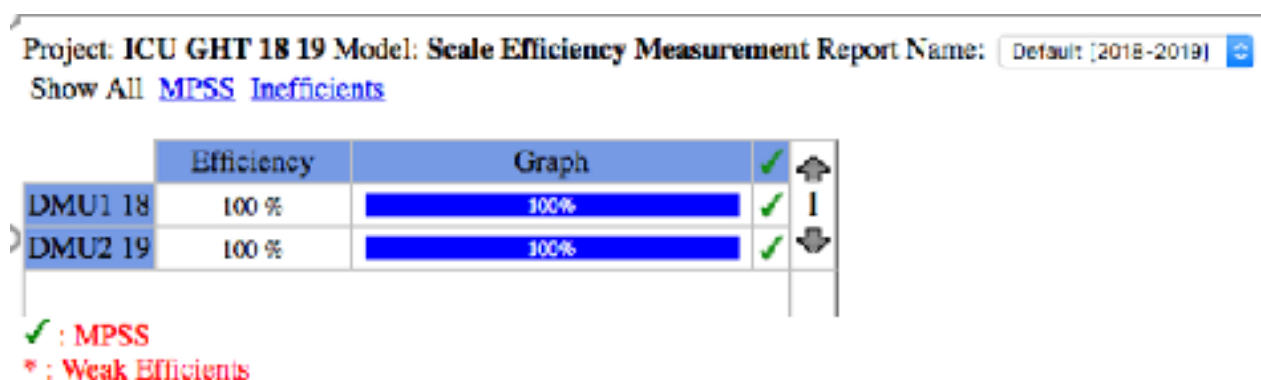 Project: ICU GHT 18 19 Model: Scale Efficiency Measurement Report Name: Default [2018-2019]
Show All MPSS Inefficients
Efficiency Graph ✓
DMU1 18 100 % 100% ✓ 1
DMU2 19 100 % 100% ✓
✓ : MPSS
* : Weak Efficients